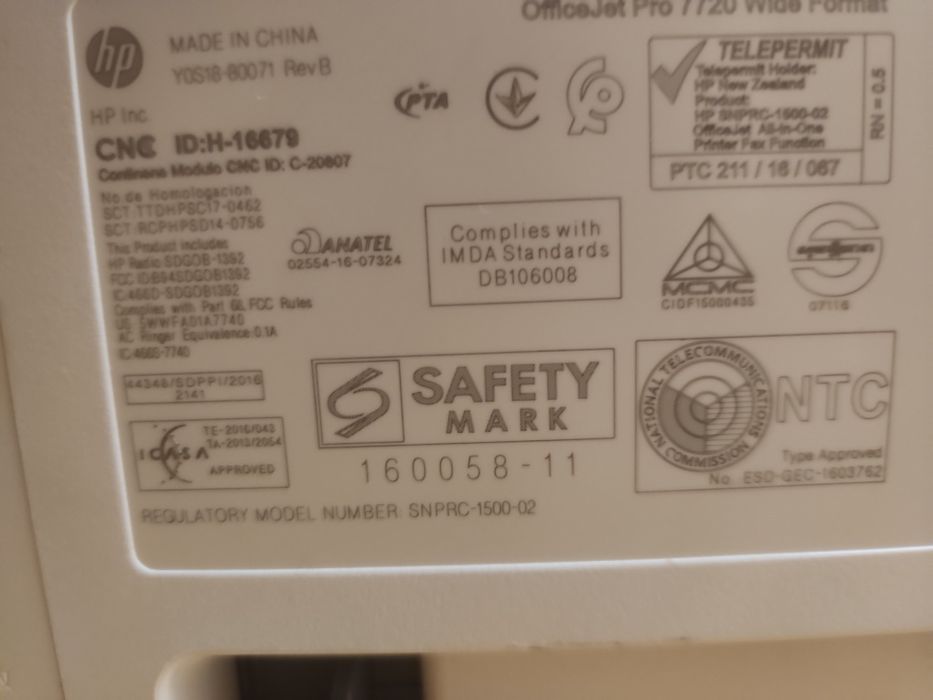 OfficeJet Pro 7720 Wide Format
hp
MADE IN CHINA
Y0S18-80071 RevB
HP Inc.
CNC ID:H-16679
Continens Modulo CNC ID: C-20807
No.de Homologacion
SCT:TTDHPSC17-0462
SCT:RCPHPSD14-0756
This Product includes
HP Radio SDGOB-1392
FCC ID:B94SDGOB1392
IC:466D-SDGOB1392
Complies with Part 68, FCC Rules
US: 5WWFA01A7740
AC Ringer Equivalence:0.1A
IC:466S-7740
44348/SDPPI/2016
2141
ICASA
TE-2016/043
TA-2013/2054
APPROVED
REGULATORY MODEL NUMBER: SNPRC-1500-02
PTA
ANATEL
02554-16-07324
Complies with
IMDA Standards
DB106008
SAFETY
MARK
160058-11
TELEPERMIT
Telepermit Holder:
HP New Zealand
Product:
HP SNPRC-1500-02
OfficeJet All-in-One
Printer Fax Function
PTC 211 / 16 / 067
RN = 0.5
MCMC
CIDF15000405
07116
NATIONAL TELECOMMUNICATIONS COMMISSION
NTC
Type Approved
No.: ESD-GEC-1603762